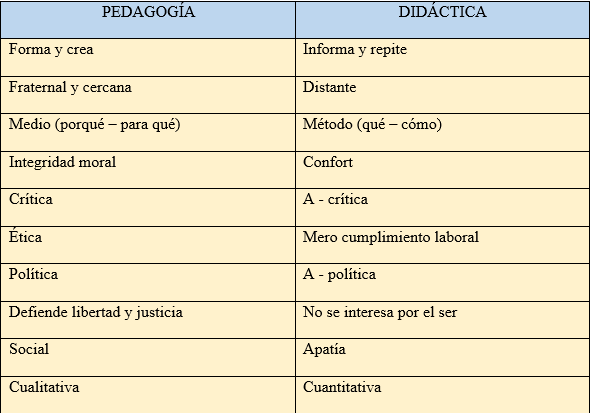 PEDAGOGÍA DIDÁCTICA
Forma y crea Informa y repite
Fraternal y cercana Distante
Medio (porqué – para qué) Método (qué – cómo)
Integridad moral Confort
Crítica A - crítica
Ética Mero cumplimiento laboral
Política A - política
Defiende libertad y justicia No se interesa por el ser
Social Apatía
Cualitativa Cuantitativa